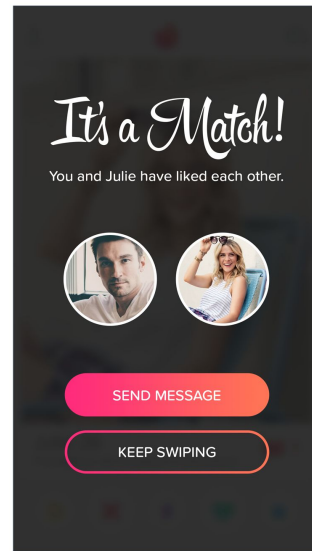 It's a Match!
You and Julie have liked each other.
SEND MESSAGE
KEEP SWIPING